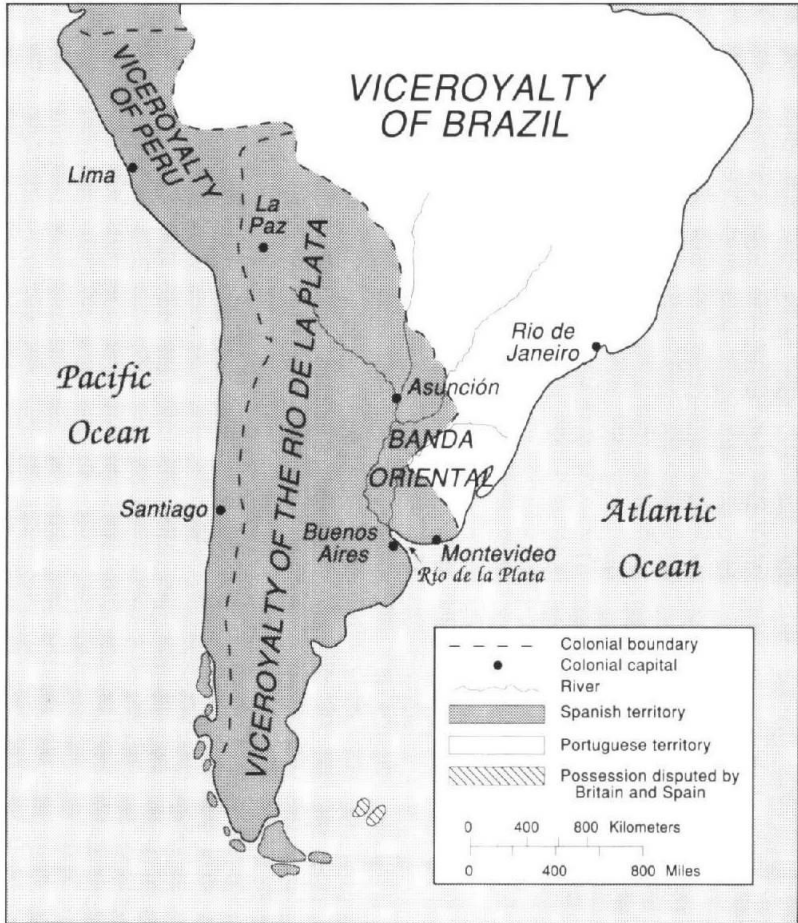 VICEROYALTY
OF PERU
VICEROYALTY
OF BRAZIL
Lima
La
Paz
VICEROYALTY OF THE RÍO DE LA PLATA
Rio de
Janeiro
Pacific
Ocean
Asunción
BANDA
ORIENTAL
Santiago
Buenos
Aires
Montevideo
Río de la Plata
Atlantic
Ocean
Colonial boundary
Colonial capital
River
Spanish territory
Portuguese territory
Possession disputed by
Britain and Spain
0 400 800 Kilometers
0 400 800 Miles